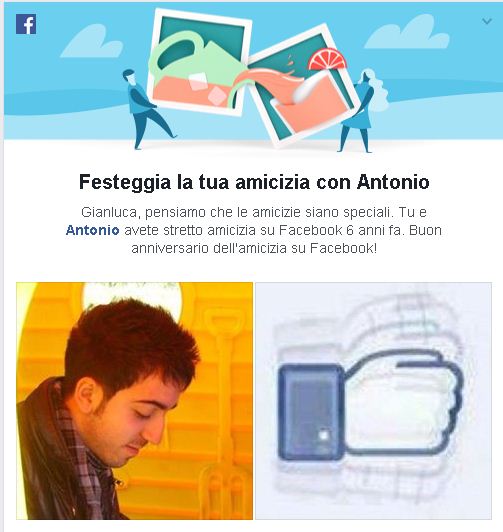 f
Festeggia la tua amicizia con Antonio
Gianluca, pensiamo che le amicizie siano speciali. Tu e
Antonio avete stretto amicizia su Facebook 6 anni fa. Buon
anniversario dell'amicizia su Facebook!